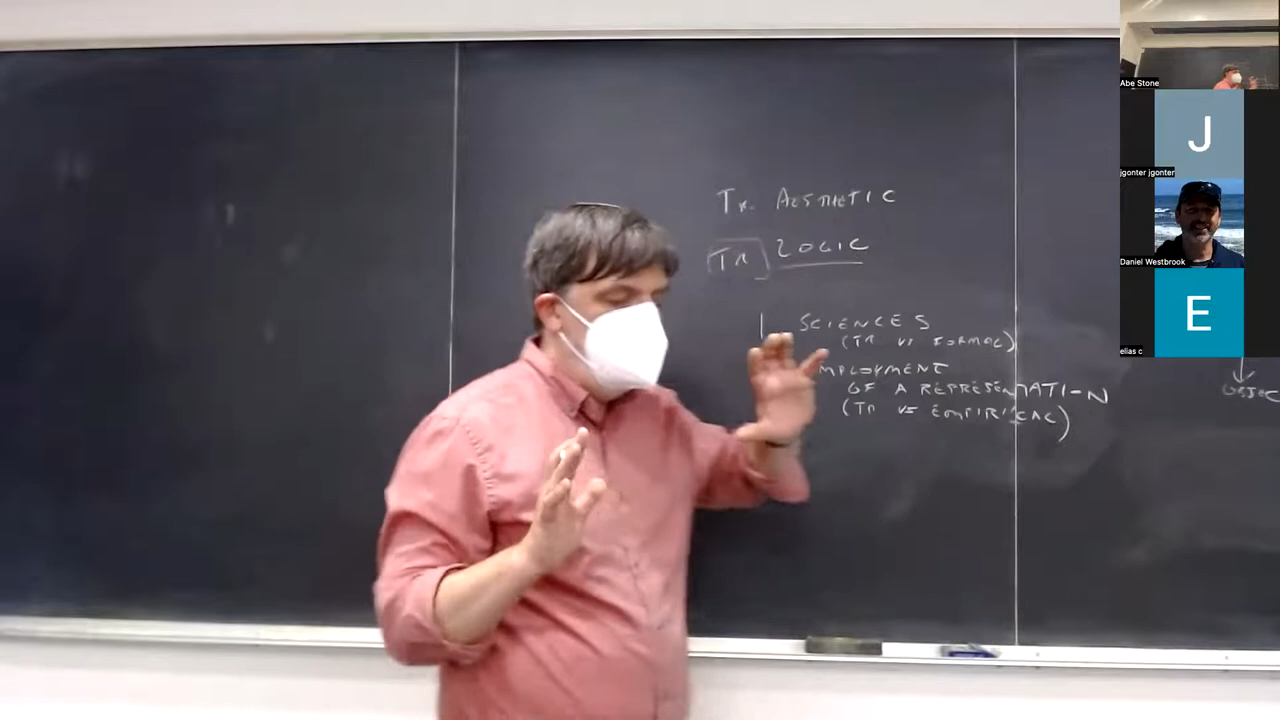 Tr. AESTHETIC
TR LOGIC
SCIENCES
(TR VS FORMAL)
MPLOYMENT
OF A REPRESENTATION
(TR VS EMPIRICAL)
OBJEC
Abe Stone
J
jgonter jgonter
Daniel Westbrook
E
elias c